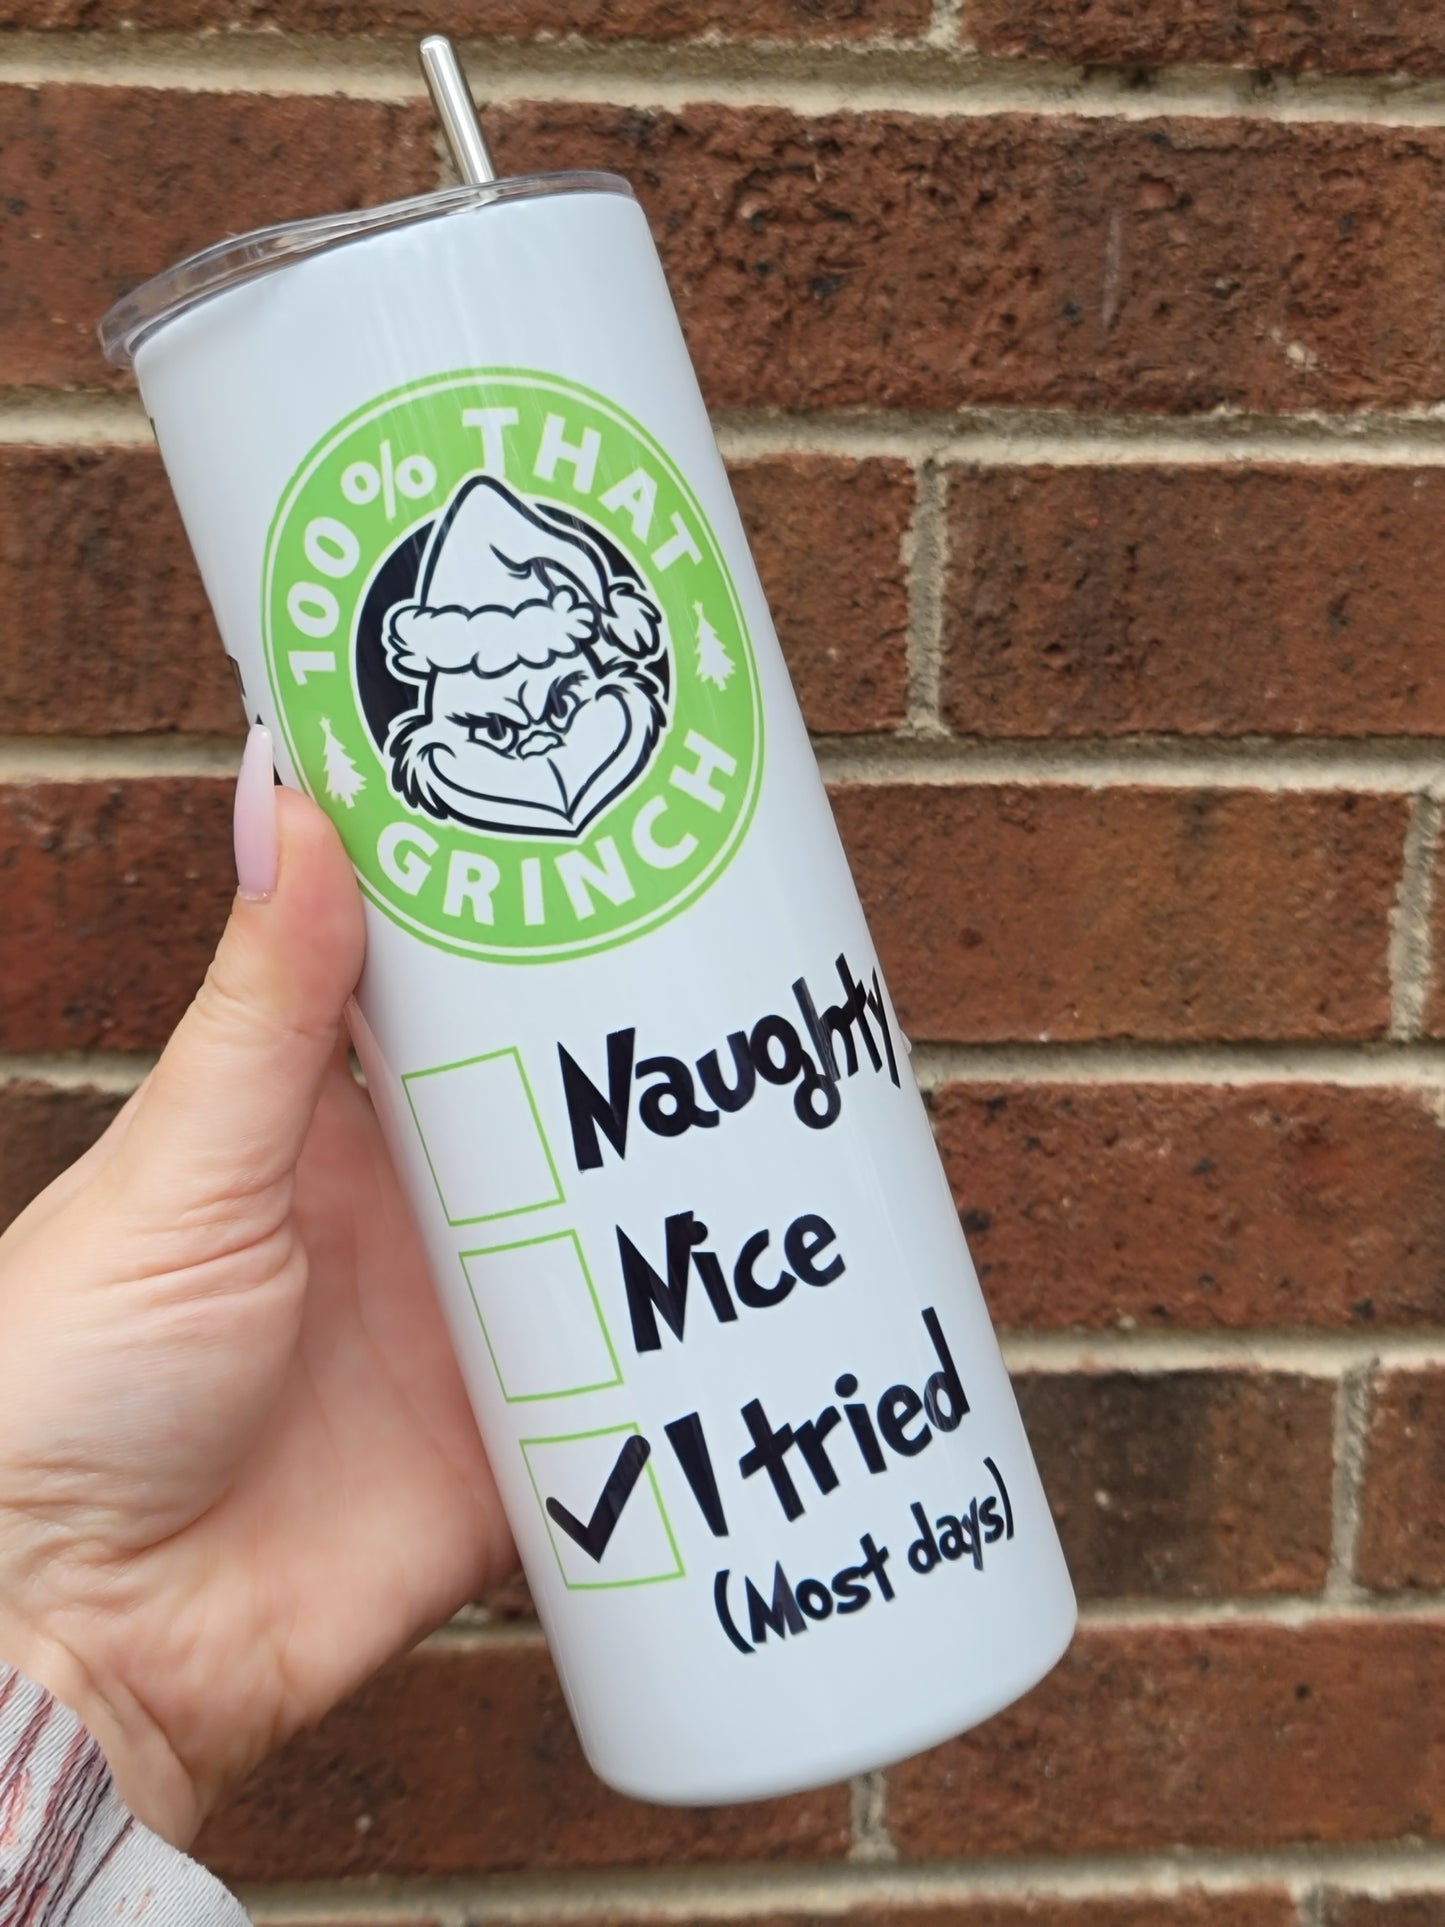 100% THAT
GRINCH
Naughty
Nice
I tried
(Most days)